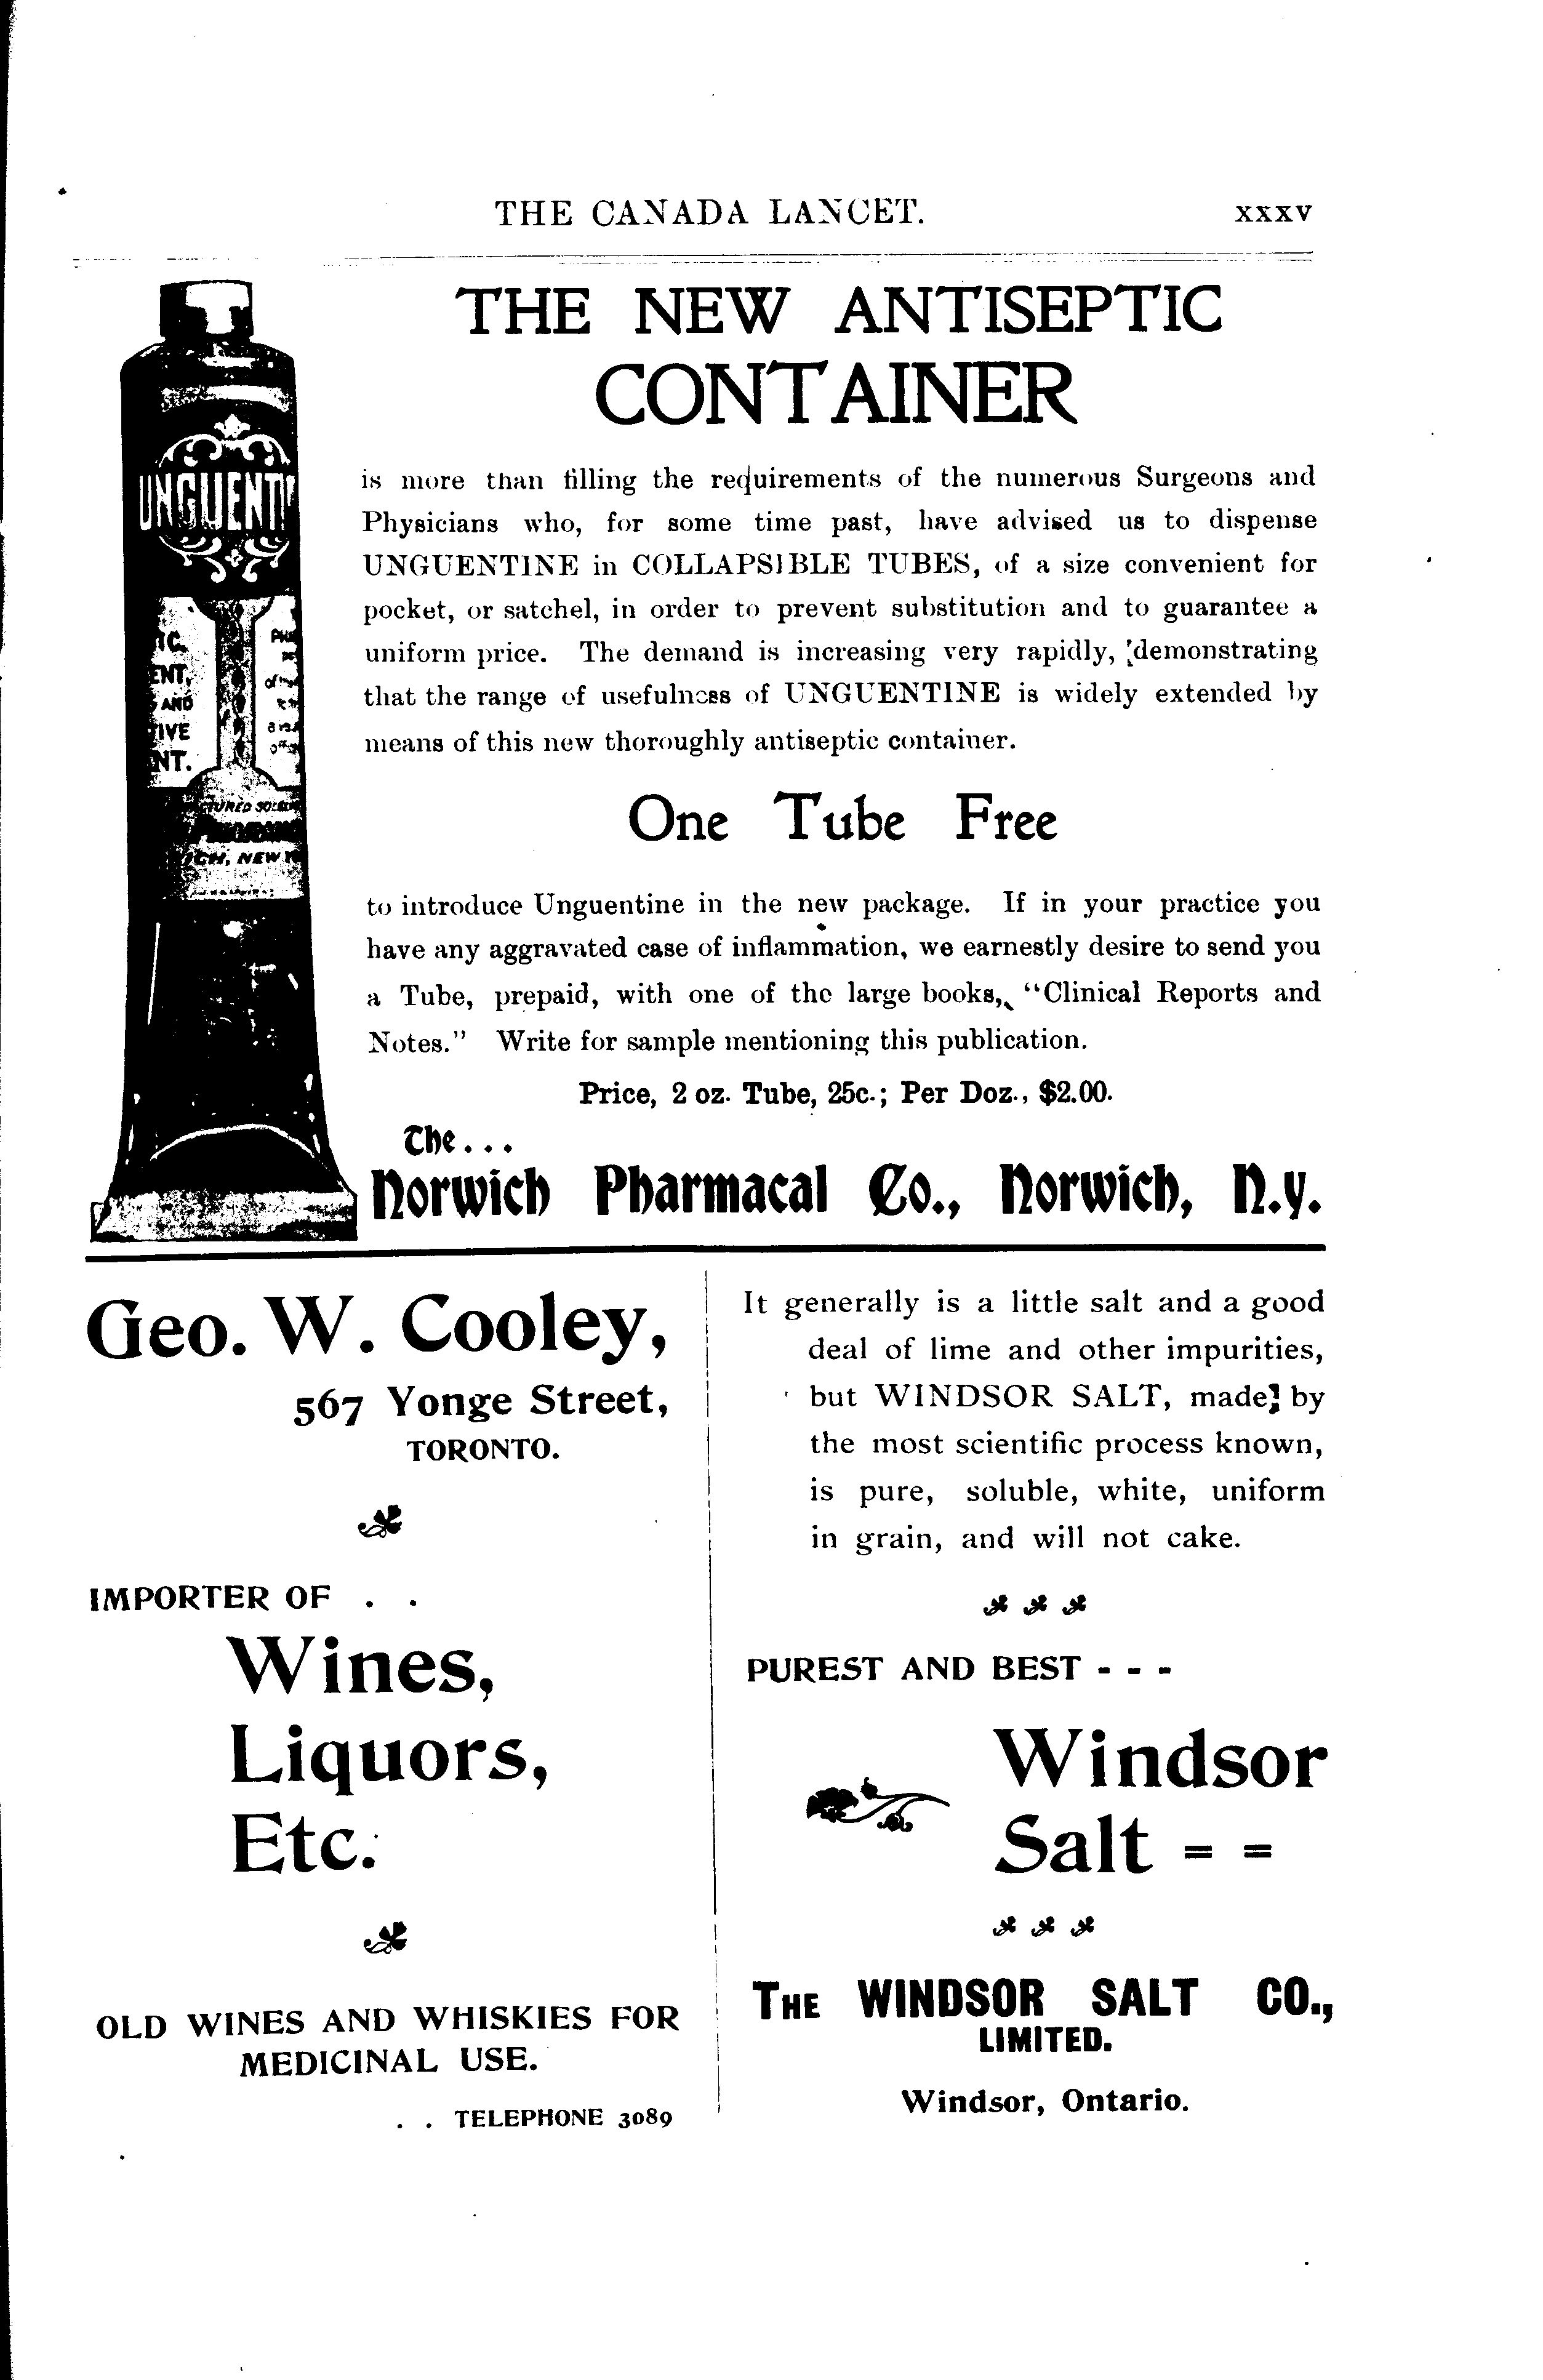 THE CANADA LANCET.
xxxv
THE NEW ANTISEPTIC
CONTAINER
is more than filling the requirements of the numerous Surgeons and
Physicians who, for some time past, have advised us to dispense
UNGUENTINE in COLLAPSIBLE TUBES, of a size convenient for
pocket, or satchel, in order to prevent substitution and to guarantee a
uniform price. The demand is increasing very rapidly, demonstrating
that the range of usefulness of UNGUENTINE is widely extended by
means of this new thoroughly antiseptic container.
One Tube Free
to introduce Unguentine in the new package. If in your practice you
have any aggravated case of inflammation, we earnestly desire to send you
a Tube, prepaid, with one of the large books, "Clinical Reports and
Notes." Write for sample mentioning this publication.
Price, 2 oz. Tube, 25c.; Per Doz., $2.00.
The...
Norwich Pharmacal Co., Norwich, N.Y.
UNGUENTI
IC.
ENT,
AND
TIVE
NT.
NEW
Geo. W. Cooley,
567 Yonge Street,
TORONTO.
IMPORTER OF . .
Wines,
Liquors,
Etc.
OLD WINES AND WHISKIES FOR
MEDICINAL USE.
. . TELEPHONE 3089
It generally is a little salt and a good
deal of lime and other impurities,
but WINDSOR SALT, made by
the most scientific process known,
is pure, soluble, white, uniform
in grain, and will not cake.
PUREST AND BEST - - -
Windsor
Salt = =
THE WINDSOR SALT CO.,
LIMITED.
Windsor, Ontario.